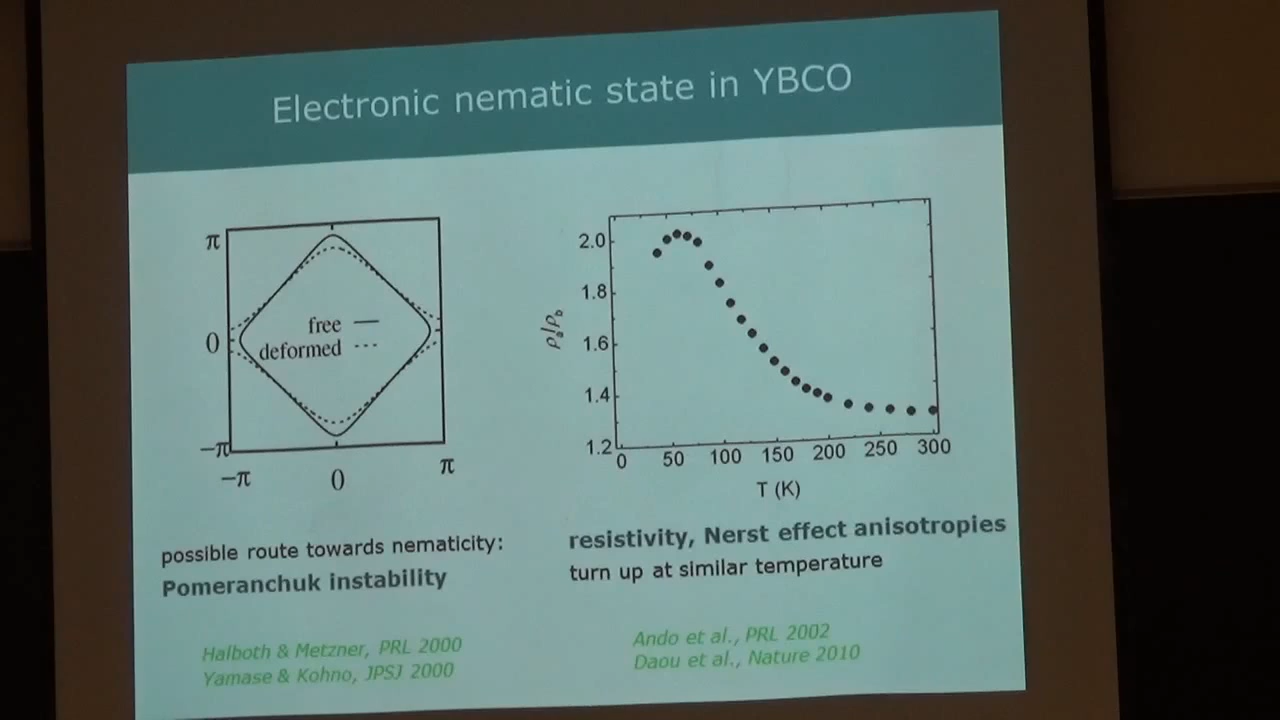 Electronic nematic state in YBCO
π
0
−π
−π
0
π
free
deformed
2.0
1.8
1.6
1.4
1.2
ρa/ρb
0
50
100
150
200
250
300
T (K)
possible route towards nematicity:
Pomeranchuk instability
resistivity, Nerst effect anisotropies
turn up at similar temperature
Halboth & Metzner, PRL 2000
Yamase & Kohno, JPSJ 2000
Ando et al., PRL 2002
Daou et al., Nature 2010